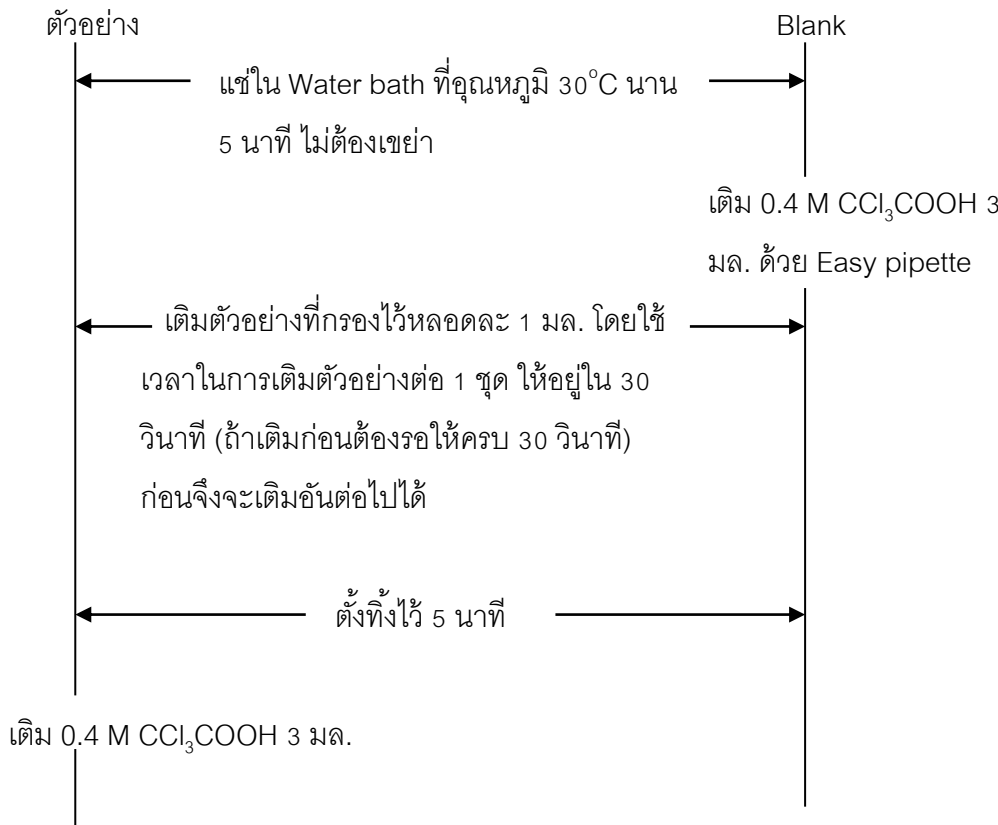 ตัวอย่าง
Blank
แช่ใน Water bath ที่อุณหภูมิ 30°C นาน
5 นาที ไม่ต้องเขย่า
เติม 0.4 M CCl₃COOH 3
มล. ด้วย Easy pipette
เติมตัวอย่างที่กรองไว้หลอดละ 1 มล. โดยใช้
เวลาในการเติมตัวอย่างต่อ 1 ชุด ให้อยู่ใน 30
วินาที (ถ้าเติมก่อนต้องรอให้ครบ 30 วินาที)
ก่อนจึงจะเติมอันต่อไปได้
ตั้งทิ้งไว้ 5 นาที
เติม 0.4 M CCl₃COOH 3 มล.